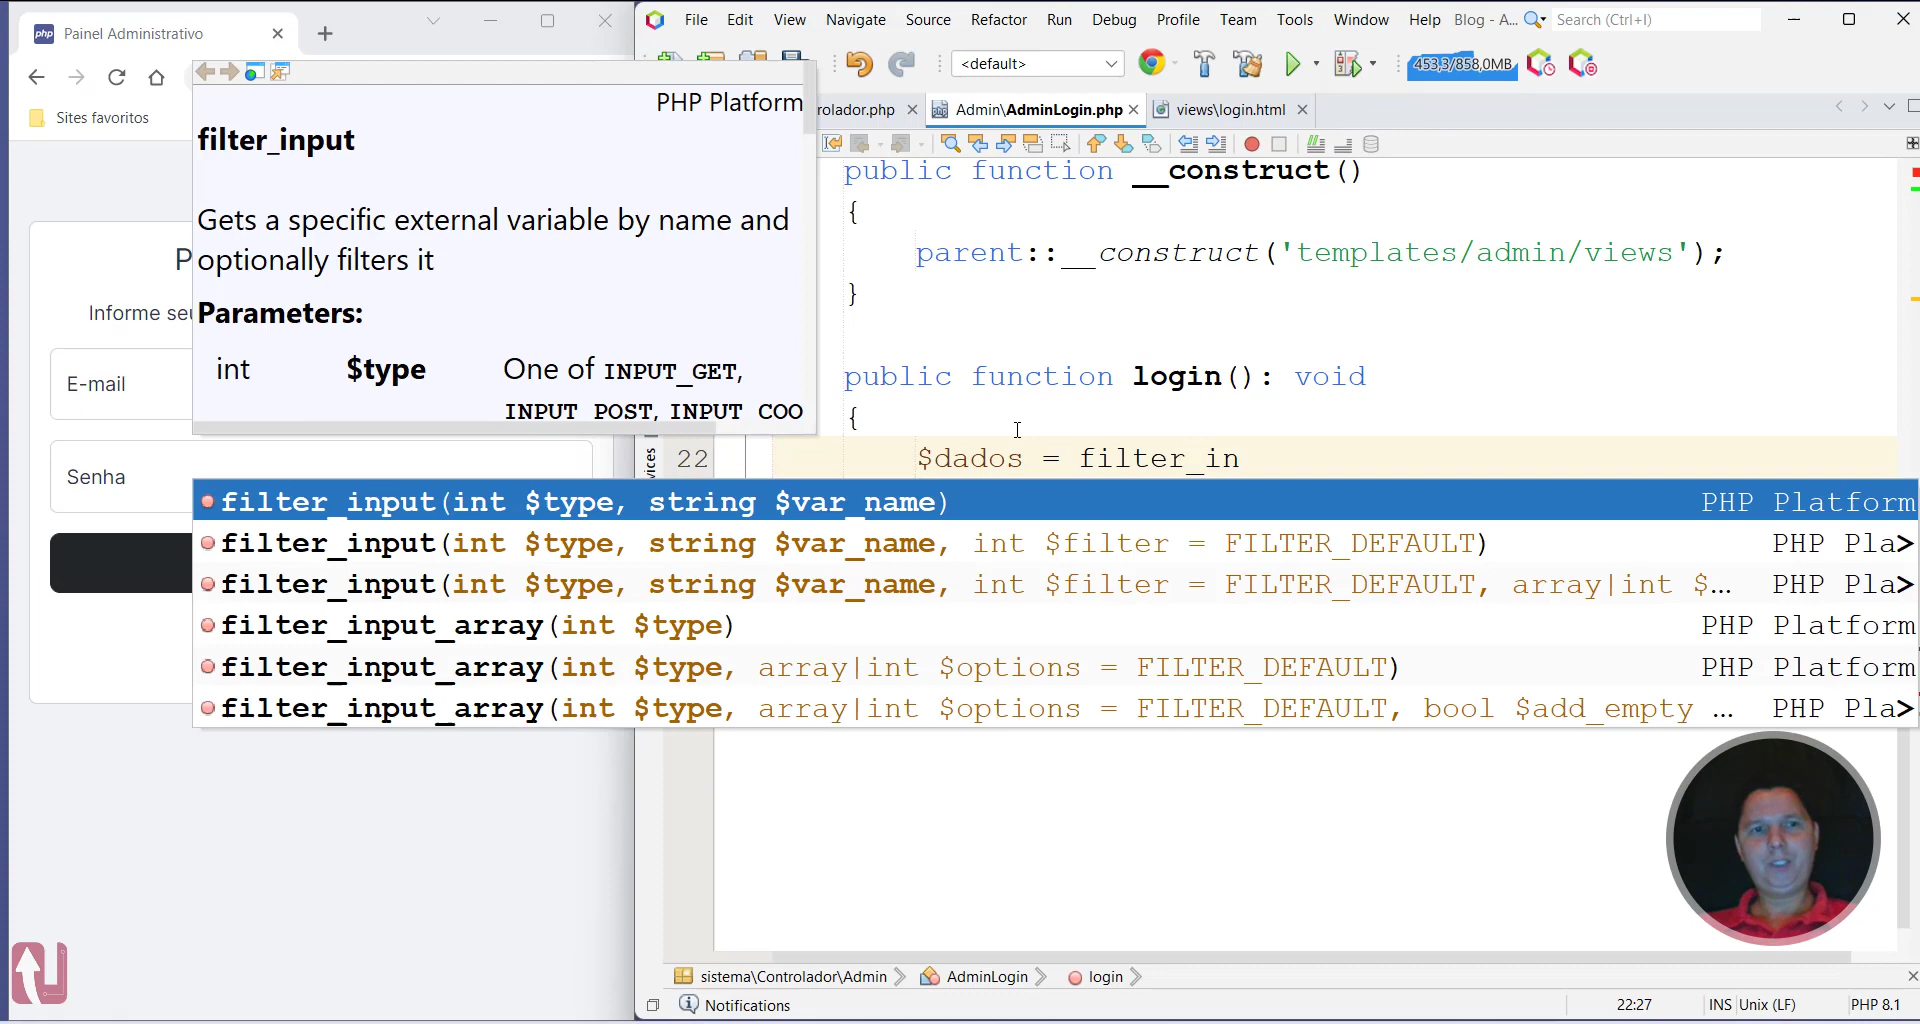 php Painel Administrativo
Sites favoritos
Informe seu
E-mail
Senha
File Edit View Navigate Source Refactor Run Debug Profile Team Tools Window Help Blog - A... Search (Ctrl+I)
<default> 453,3/858,0MB
rolador.php Admin\AdminLogin.php views\login.html
PHP Platform
filter_input
Gets a specific external variable by name and
optionally filters it
Parameters:
int $type One of INPUT_GET,
INPUT_POST, INPUT_COO
public function __construct()
{
parent::__construct('templates/admin/views');
}
public function login(): void
{
22 $dados = filter_in
filter_input(int $type, string $var_name) PHP Platform
filter_input(int $type, string $var_name, int $filter = FILTER_DEFAULT) PHP Pla>
filter_input(int $type, string $var_name, int $filter = FILTER_DEFAULT, array|int $... PHP Pla>
filter_input_array(int $type) PHP Platform
filter_input_array(int $type, array|int $options = FILTER_DEFAULT) PHP Platform
filter_input_array(int $type, array|int $options = FILTER_DEFAULT, bool $add_empty ... PHP Pla>
sistema\Controlador\Admin AdminLogin login
Notifications 22:27 INS Unix (LF) PHP 8.1